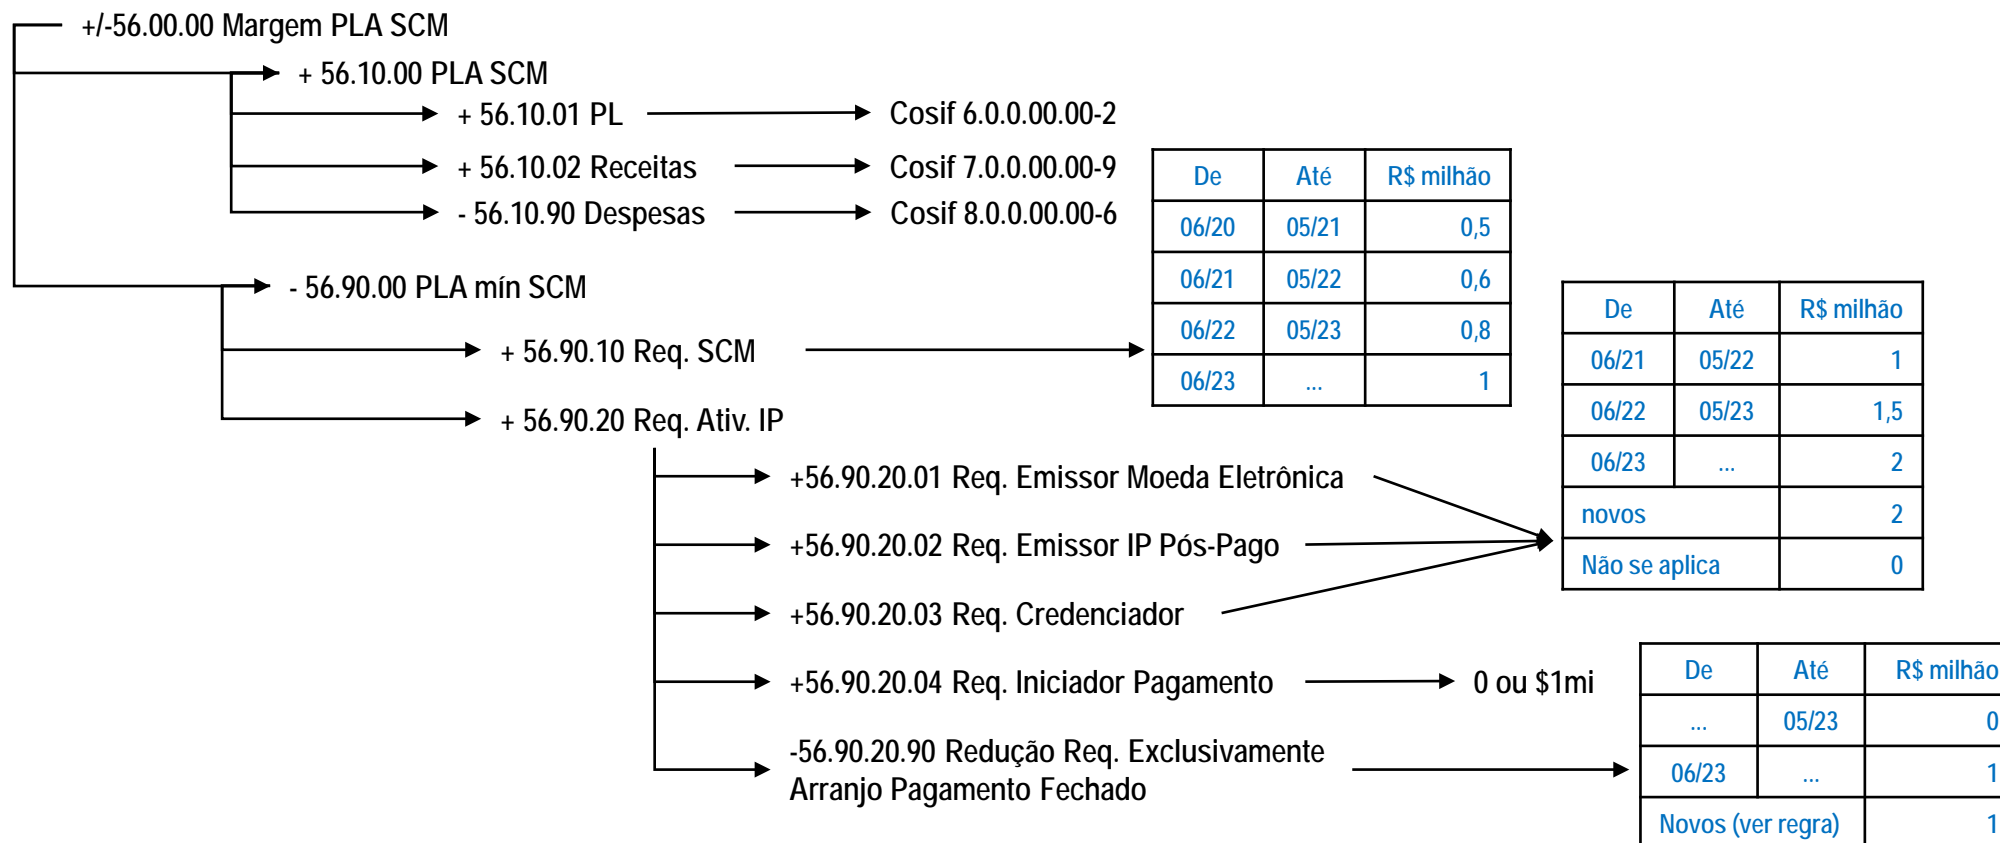 +/-56.00.00 Margem PLA SCM
+ 56.10.00 PLA SCM
+ 56.10.01 PL
Cosif 6.0.0.00.00-2
+ 56.10.02 Receitas
Cosif 7.0.0.00.00-9
- 56.10.90 Despesas
Cosif 8.0.0.00.00-6
De Até R$ milhão
06/20 05/21 0,5
06/21 05/22 0,6
06/22 05/23 0,8
06/23 ... 1
- 56.90.00 PLA mín SCM
+ 56.90.10 Req. SCM
+ 56.90.20 Req. Ativ. IP
De Até R$ milhão
06/21 05/22 1
06/22 05/23 1,5
06/23 ... 2
novos 2
Não se aplica 0
+56.90.20.01 Req. Emissor Moeda Eletrônica
+56.90.20.02 Req. Emissor IP Pós-Pago
+56.90.20.03 Req. Credenciador
+56.90.20.04 Req. Iniciador Pagamento
0 ou $1mi
-56.90.20.90 Redução Req. Exclusivamente
Arranjo Pagamento Fechado
De Até R$ milhão
... 05/23 0
06/23 ... 1
Novos (ver regra) 1